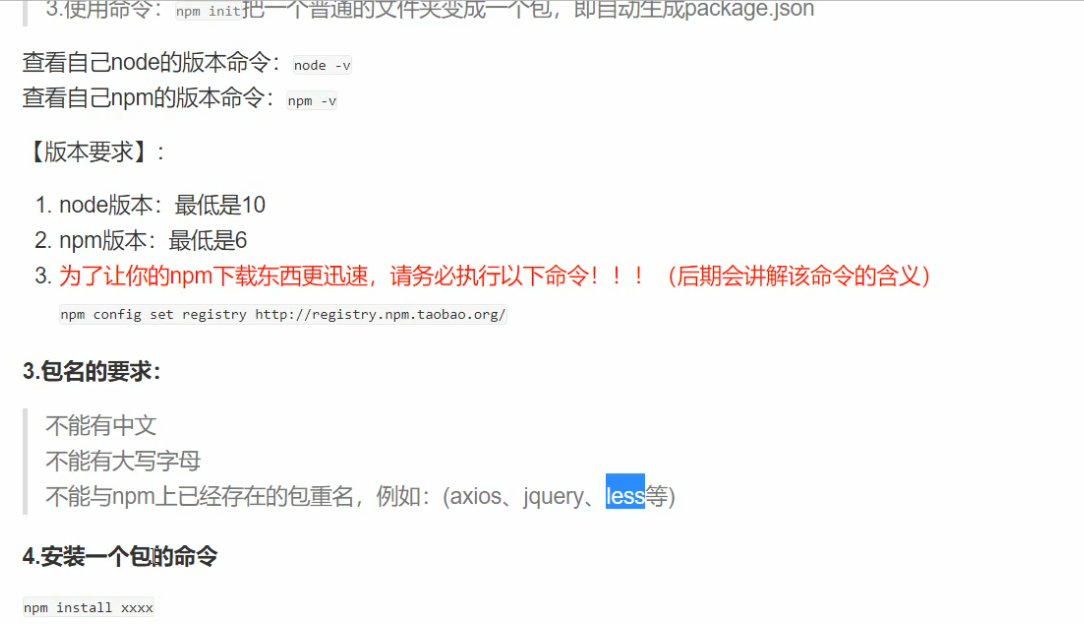 3.使用命令：npm init把一个普通的文件夹变成一个包，即自动生成package.json
查看自己node的版本命令：node -v
查看自己npm的版本命令：npm -v
【版本要求】：
1. node版本：最低是10
2. npm版本：最低是6
3. 为了让你的npm下载东西更迅速，请务必执行以下命令！！！（后期会讲解该命令的含义）
npm config set registry http://registry.npm.taobao.org/
3.包名的要求：
不能有中文
不能有大写字母
不能与npm上已经存在的包重名，例如：(axios、jquery、less等)
4.安装一个包的命令
npm install xxxx